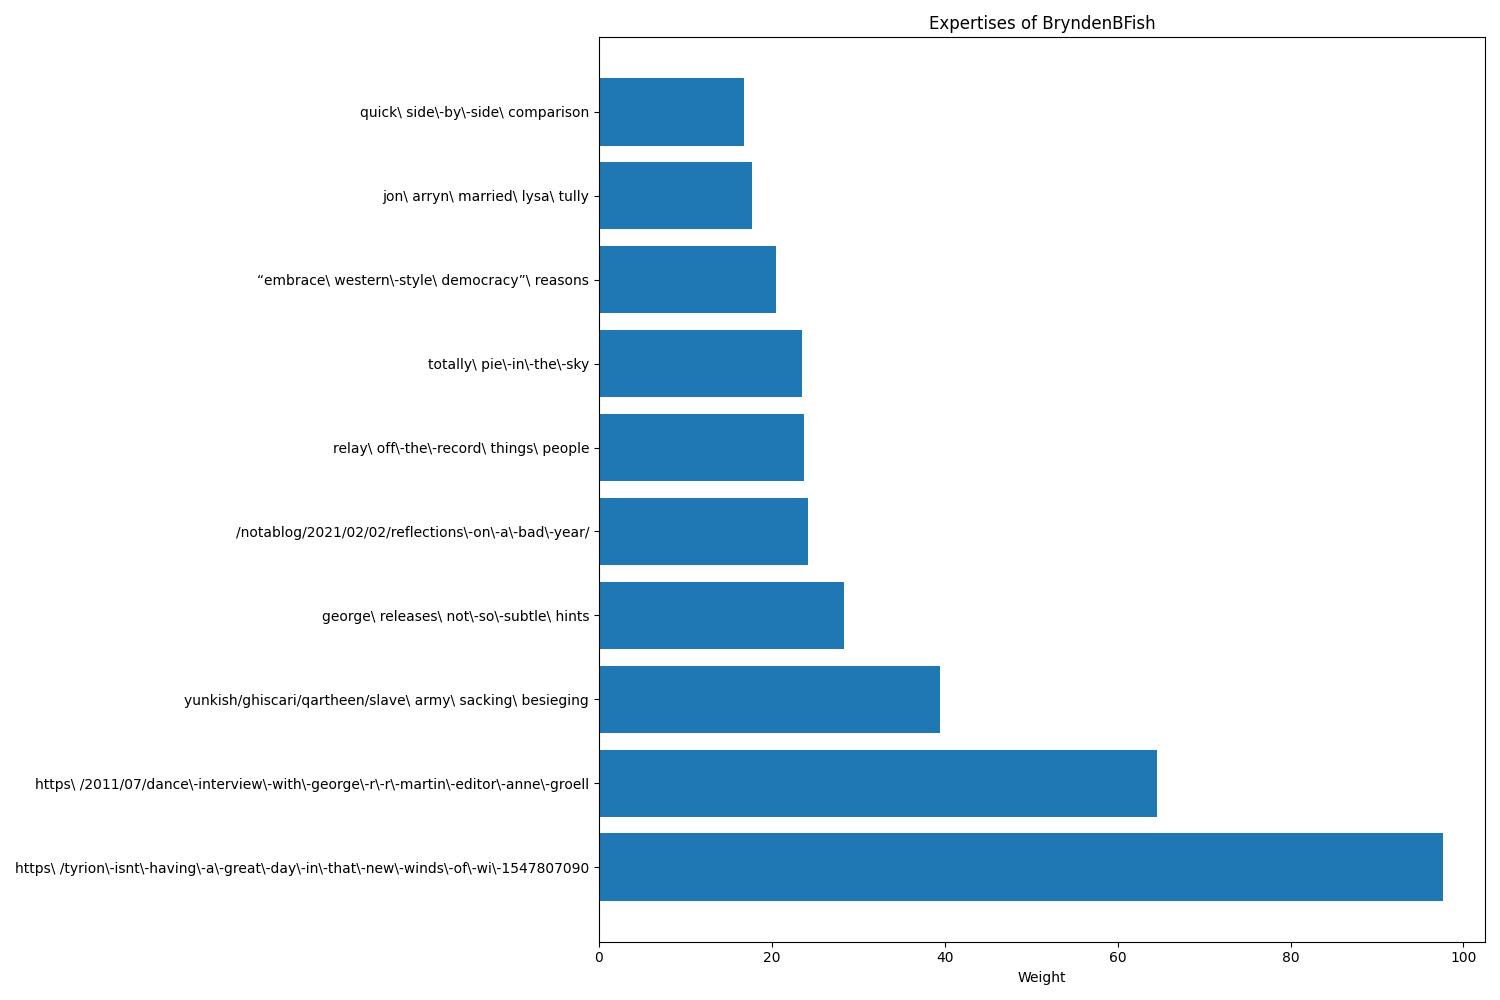 Expertises of BryndenBFish
quick\ side\-by\-side\ comparison
jon\ arryn\ married\ lysa\ tully
“embrace\ western\-style\ democracy”\ reasons
totally\ pie\-in\-the\-sky
relay\ off\-the\-record\ things\ people
/notablog/2021/02/02/reflections\-on\-a\-bad\-year/
george\ releases\ not\-so\-subtle\ hints
yunkish/ghiscari/qartheen/slave\ army\ sacking\ besieging
https\ /2011/07/dance\-interview\-with\-george\-r\-r\-martin\-editor\-anne\-groell
https\ /tyrion\-isnt\-having\-a\-great\-day\-in\-that\-new\-winds\-of\-wi\-1547807090
0 20 40 60 80 100
Weight